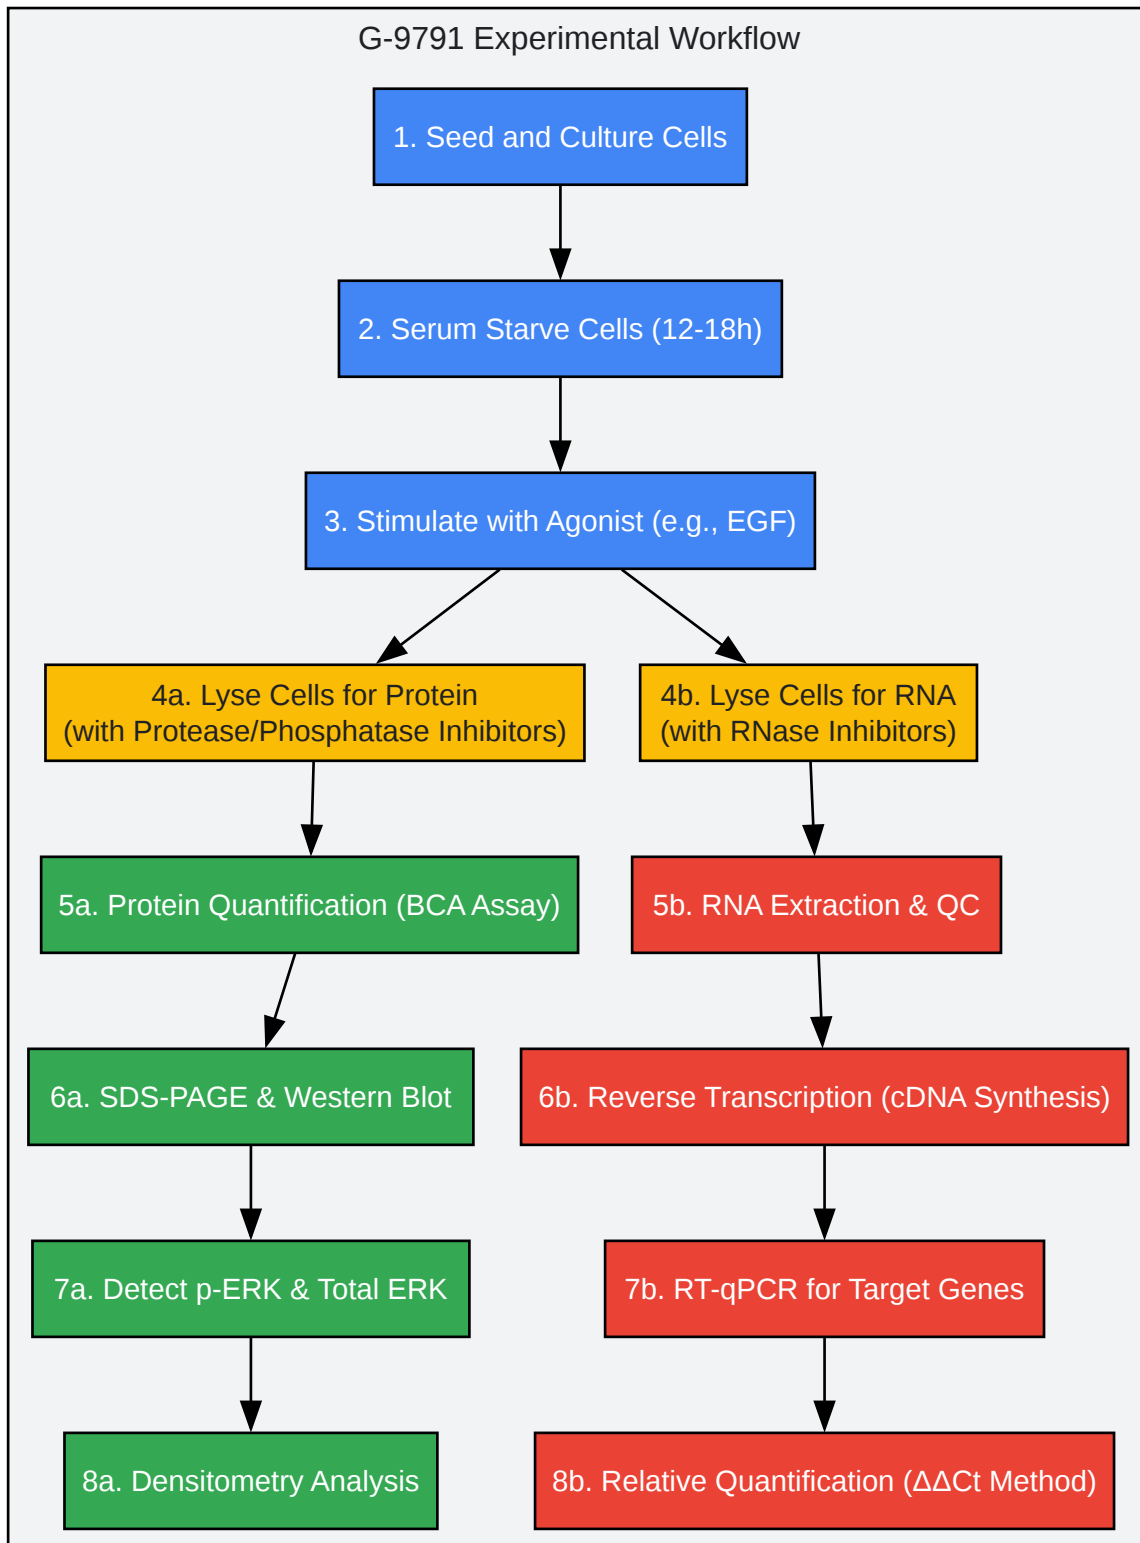 G-9791 Experimental Workflow
1. Seed and Culture Cells
2. Serum Starve Cells (12-18h)
3. Stimulate with Agonist (e.g., EGF)
4a. Lyse Cells for Protein
(with Protease/Phosphatase Inhibitors)
4b. Lyse Cells for RNA
(with RNase Inhibitors)
5a. Protein Quantification (BCA Assay)
5b. RNA Extraction & QC
6a. SDS-PAGE & Western Blot
6b. Reverse Transcription (cDNA Synthesis)
7a. Detect p-ERK & Total ERK
7b. RT-qPCR for Target Genes
8a. Densitometry Analysis
8b. Relative Quantification (ΔΔCt Method)